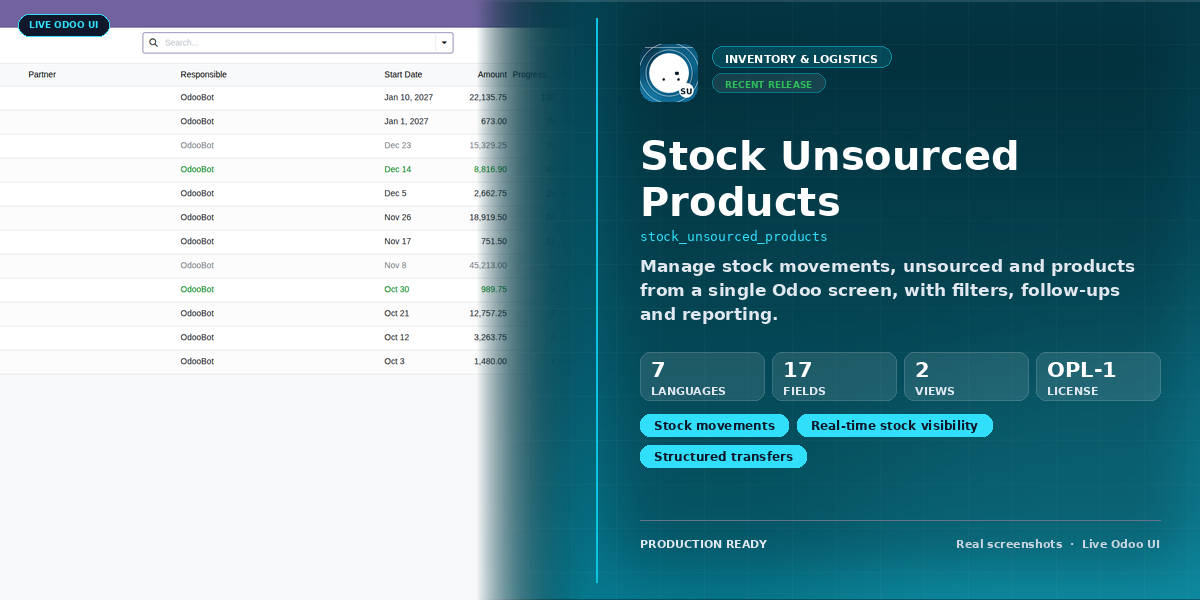 LIVE ODOO UI
Search...
Partner Responsible Start Date Amount Progress...
OdooBot Jan 10, 2027 22,135.75
OdooBot Jan 1, 2027 673.00
OdooBot Dec 23 15,329.25
OdooBot Dec 14 8,816.90
OdooBot Dec 5 2,662.75
OdooBot Nov 26 18,919.50
OdooBot Nov 17 751.50
OdooBot Nov 8 45,213.00
OdooBot Oct 30 989.75
OdooBot Oct 21 12,757.25
OdooBot Oct 12 3,263.75
OdooBot Oct 3 1,480.00
SU
INVENTORY & LOGISTICS
RECENT RELEASE
Stock Unsourced
Products
stock_unsourced_products
Manage stock movements, unsourced and products
from a single Odoo screen, with filters, follow-ups
and reporting.
7 17 2 OPL-1
LANGUAGES FIELDS VIEWS LICENSE
Stock movements Real-time stock visibility
Structured transfers
PRODUCTION READY Real screenshots · Live Odoo UI